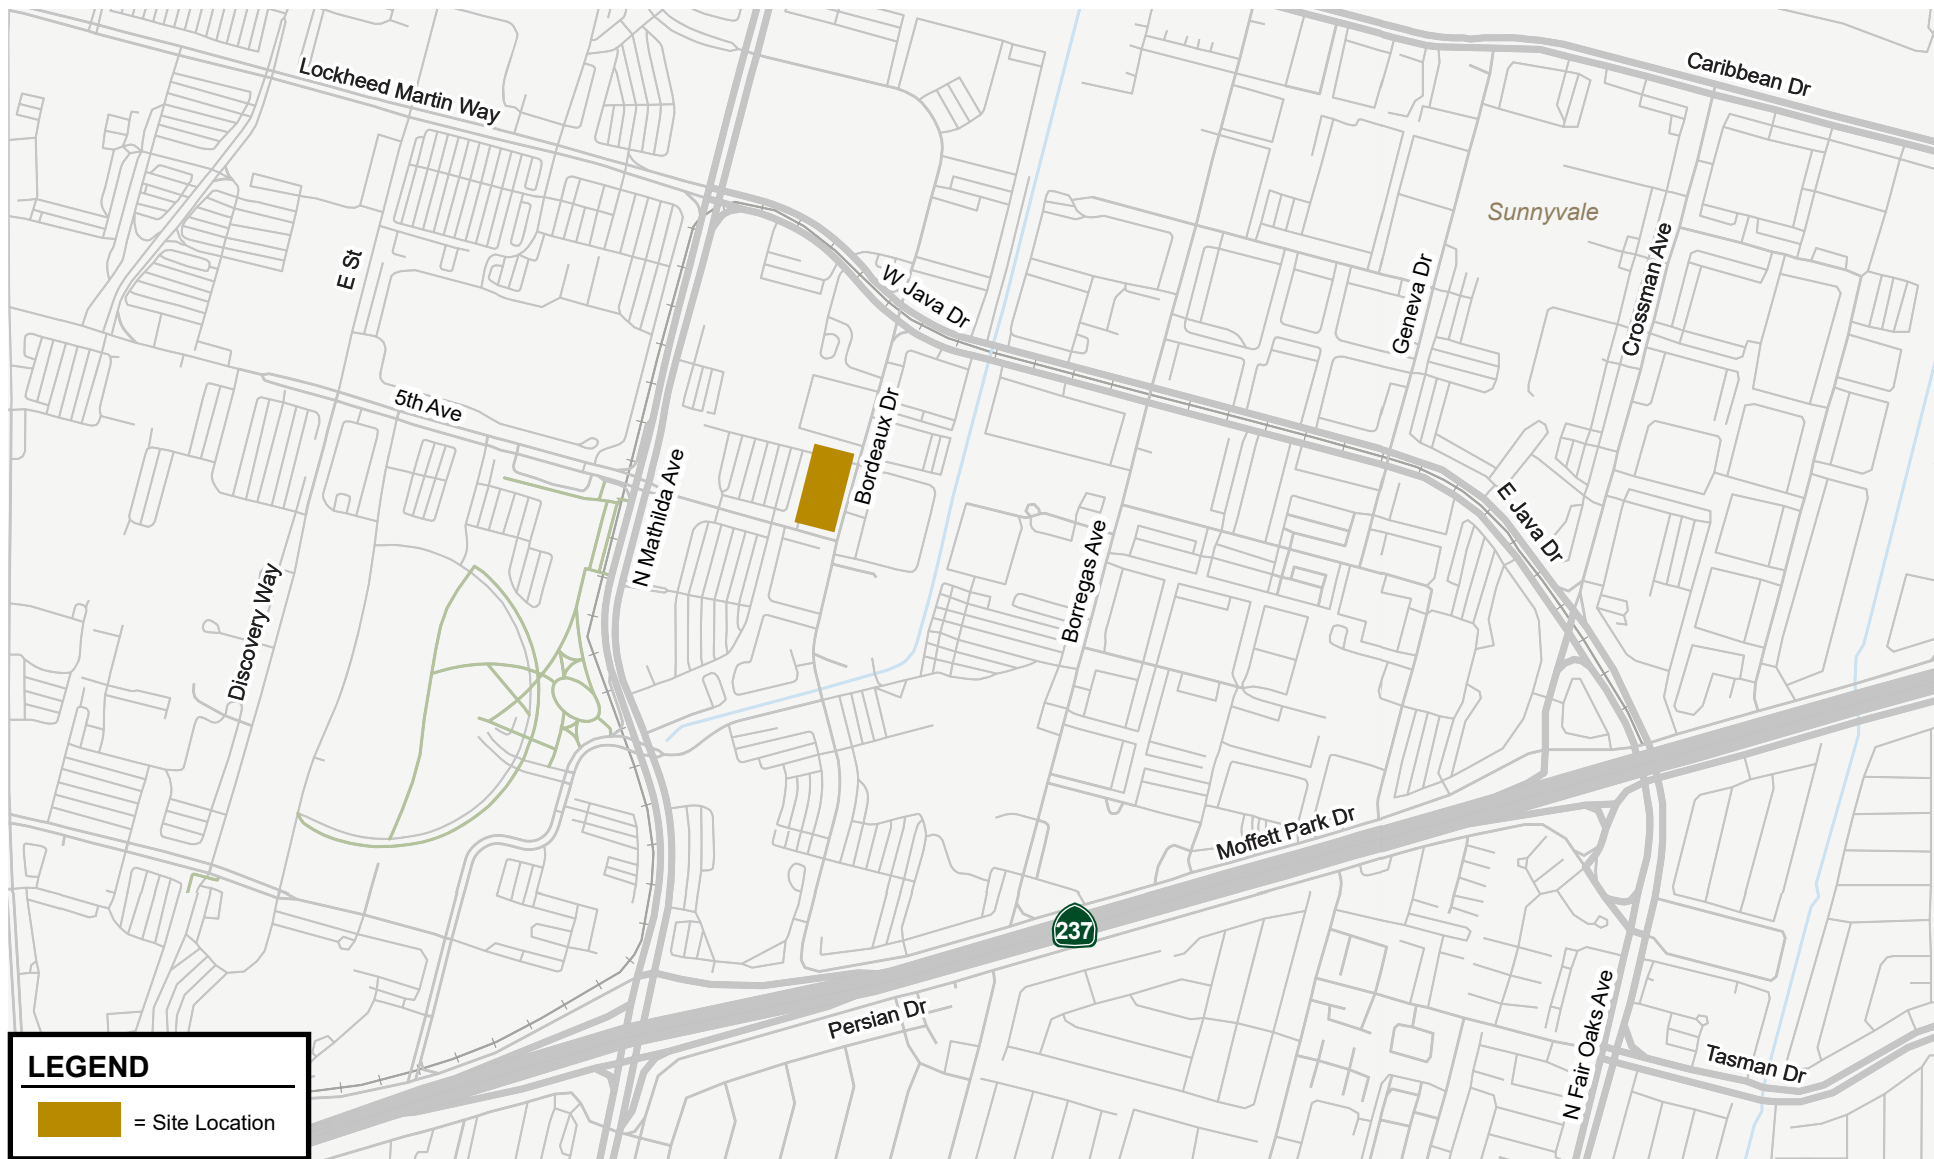 Caribbean Dr
Lockheed Martin Way
Sunnyvale
E St
W Java Dr
Geneva Dr
Crossman Ave
5th Ave
Bordeaux Dr
N Mathilda Ave
E Java Dr
Borregas Ave
Discovery Way
Moffett Park Dr
237
Persian Dr
N Fair Oaks Ave
Tasman Dr
LEGEND
= Site Location